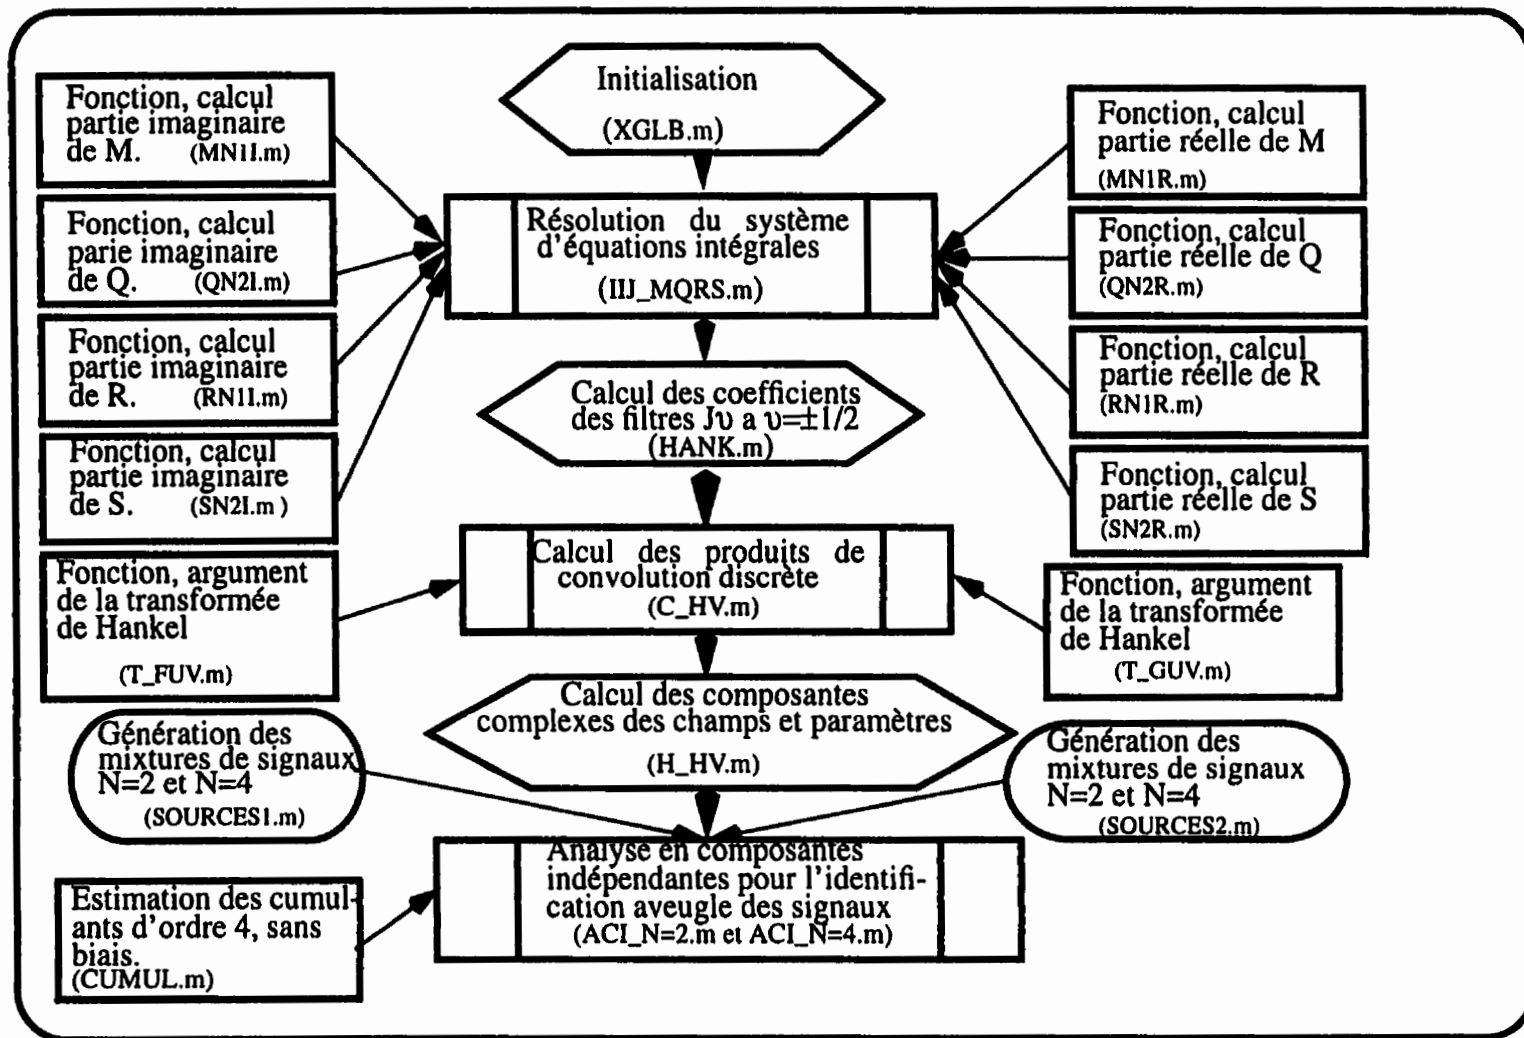 Initialisation
(XGLB.m)
Fonction, calcul
partie imaginaire
de M. (MN1I.m)
Fonction, calcul
parie imaginaire
de Q. (QN2I.m)
Fonction, calcul
partie imaginaire
de R. (RN1I.m)
Fonction, calcul
partie imaginaire
de S. (SN2I.m )
Fonction, argument
de la transformée
de Hankel
(T_FUV.m)
Résolution du système
d'équations intégrales
(IIJ_MQRS.m)
Calcul des coefficients
des filtres Jυ a υ=±1/2
(HANK.m)
Calcul des produits de
convolution discrète
(C_HV.m)
Calcul des composantes
complexes des champs et paramètres
(H_HV.m)
Fonction, calcul
partie réelle de M
(MN1R.m)
Fonction, calcul
partie réelle de Q
(QN2R.m)
Fonction, calcul
partie réelle de R
(RN1R.m)
Fonction, calcul
partie réelle de S
(SN2R.m)
Fonction, argument
de la transformée
de Hankel
(T_GUV.m)
Génération des
mixtures de signaux
N=2 et N=4
(SOURCES1.m)
Génération des
mixtures de signaux
N=2 et N=4
(SOURCES2.m)
Estimation des cumul-
ants d'ordre 4, sans
biais.
(CUMUL.m)
Analyse en composantes
indépendantes pour l'identifi-
cation aveugle des signaux
(ACI_N=2.m et ACI_N=4.m)